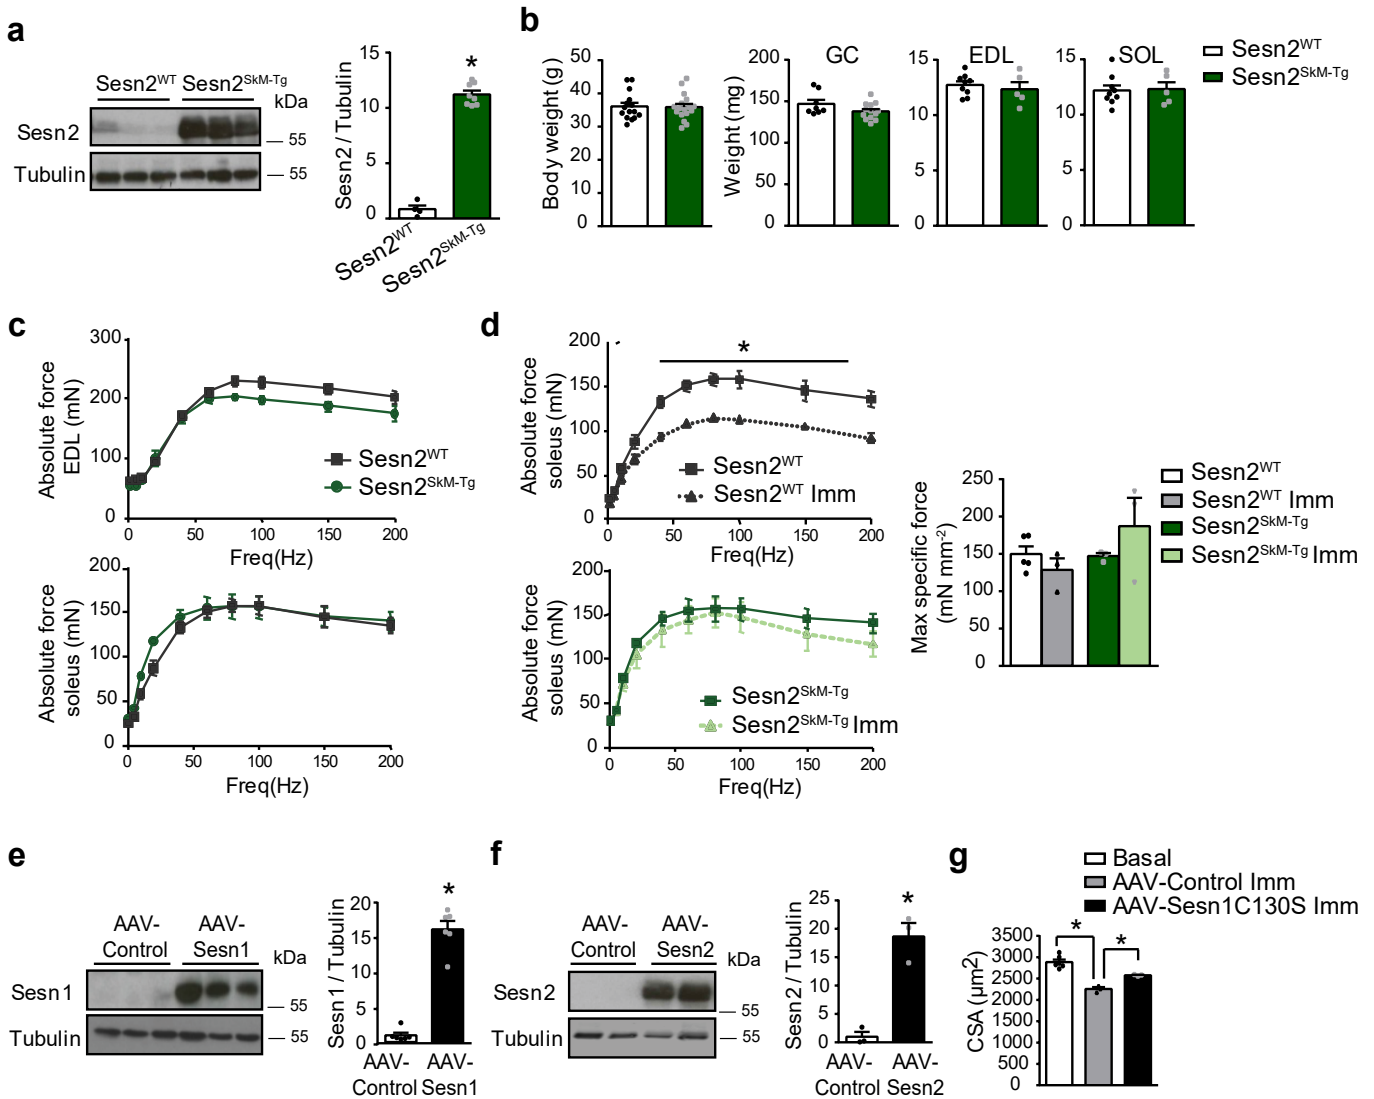 a
Sesn2WT Sesn2SkM-Tg
kDa
Sesn2
— 55
Tubulin
— 55
Sesn2 / Tubulin
15
10
5
0
*
Sesn2WT
Sesn2SkM-Tg
b
Body weight (g)
50
40
30
20
10
0
Weight (mg)
GC
200
150
100
50
0
EDL
15
10
5
0
SOL
15
10
5
0
Sesn2WT
Sesn2SkM-Tg
c
Absolute force
EDL (mN)
300
200
100
0
Sesn2WT
Sesn2SkM-Tg
0 50 100 150 200
Freq(Hz)
Absolute force
soleus (mN)
200
150
100
50
0
0 50 100 150 200
Freq(Hz)
d
Absolute force
soleus (mN)
200
150
100
50
0
*
Sesn2WT
Sesn2WT Imm
0 50 100 150 200
Freq(Hz)
Absolute force
soleus (mN)
200
150
100
50
0
Sesn2SkM-Tg
Sesn2SkM-Tg Imm
0 50 100 150 200
Freq(Hz)
Max specific force
(mN mm-2)
250
200
150
100
50
0
Sesn2WT
Sesn2WT Imm
Sesn2SkM-Tg
Sesn2SkM-Tg Imm
e
AAV-
Control
AAV-
Sesn1
kDa
Sesn1
— 55
Tubulin
— 55
Sesn1 / Tubulin
20
15
10
5
0
*
AAV-
Control
AAV-
Sesn1
f
AAV-
Control
AAV-
Sesn2
kDa
Sesn2
— 55
Tubulin
— 55
Sesn2 / Tubulin
25
20
15
10
5
0
*
AAV-
Control
AAV-
Sesn2
g
Basal
AAV-Control Imm
AAV-Sesn1C130S Imm
CSA (µm2)
3500
3000
2500
2000
1500
1000
500
0
* *